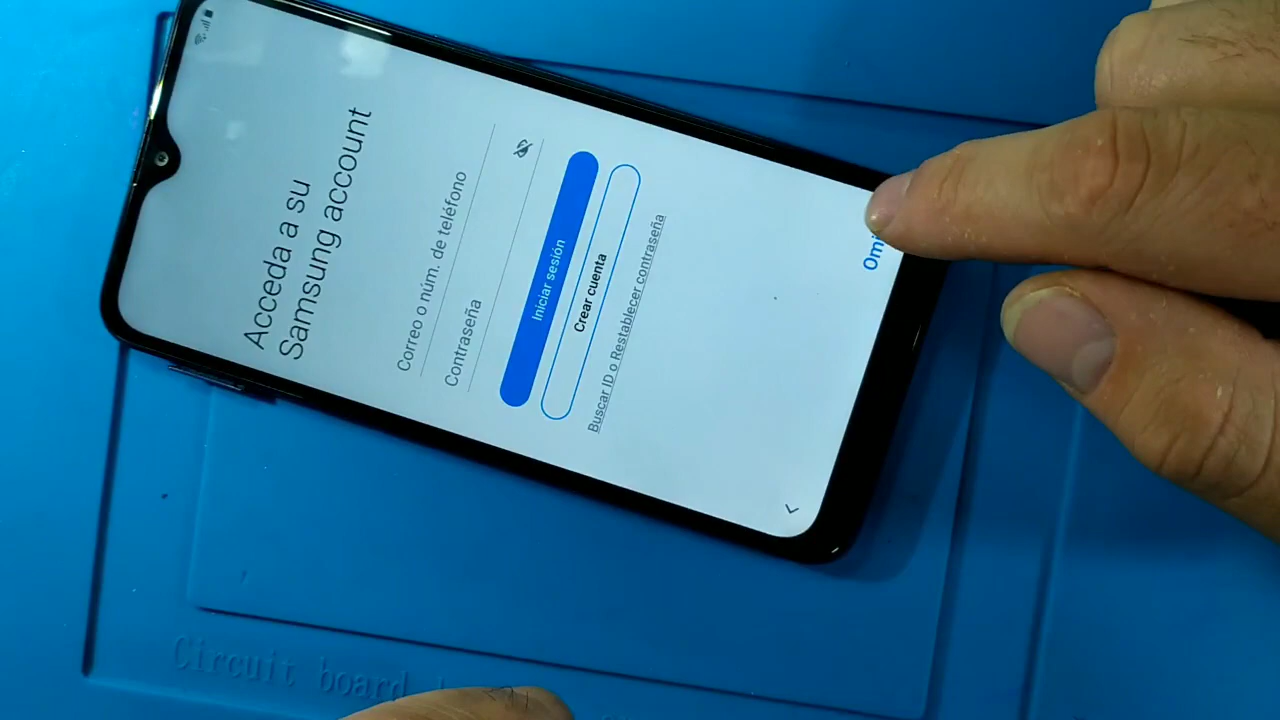 Acceda a su
Samsung account
Correo o núm. de teléfono
Contraseña
Iniciar sesión
Crear cuenta
Buscar ID o Restablecer contraseña
Circuit board